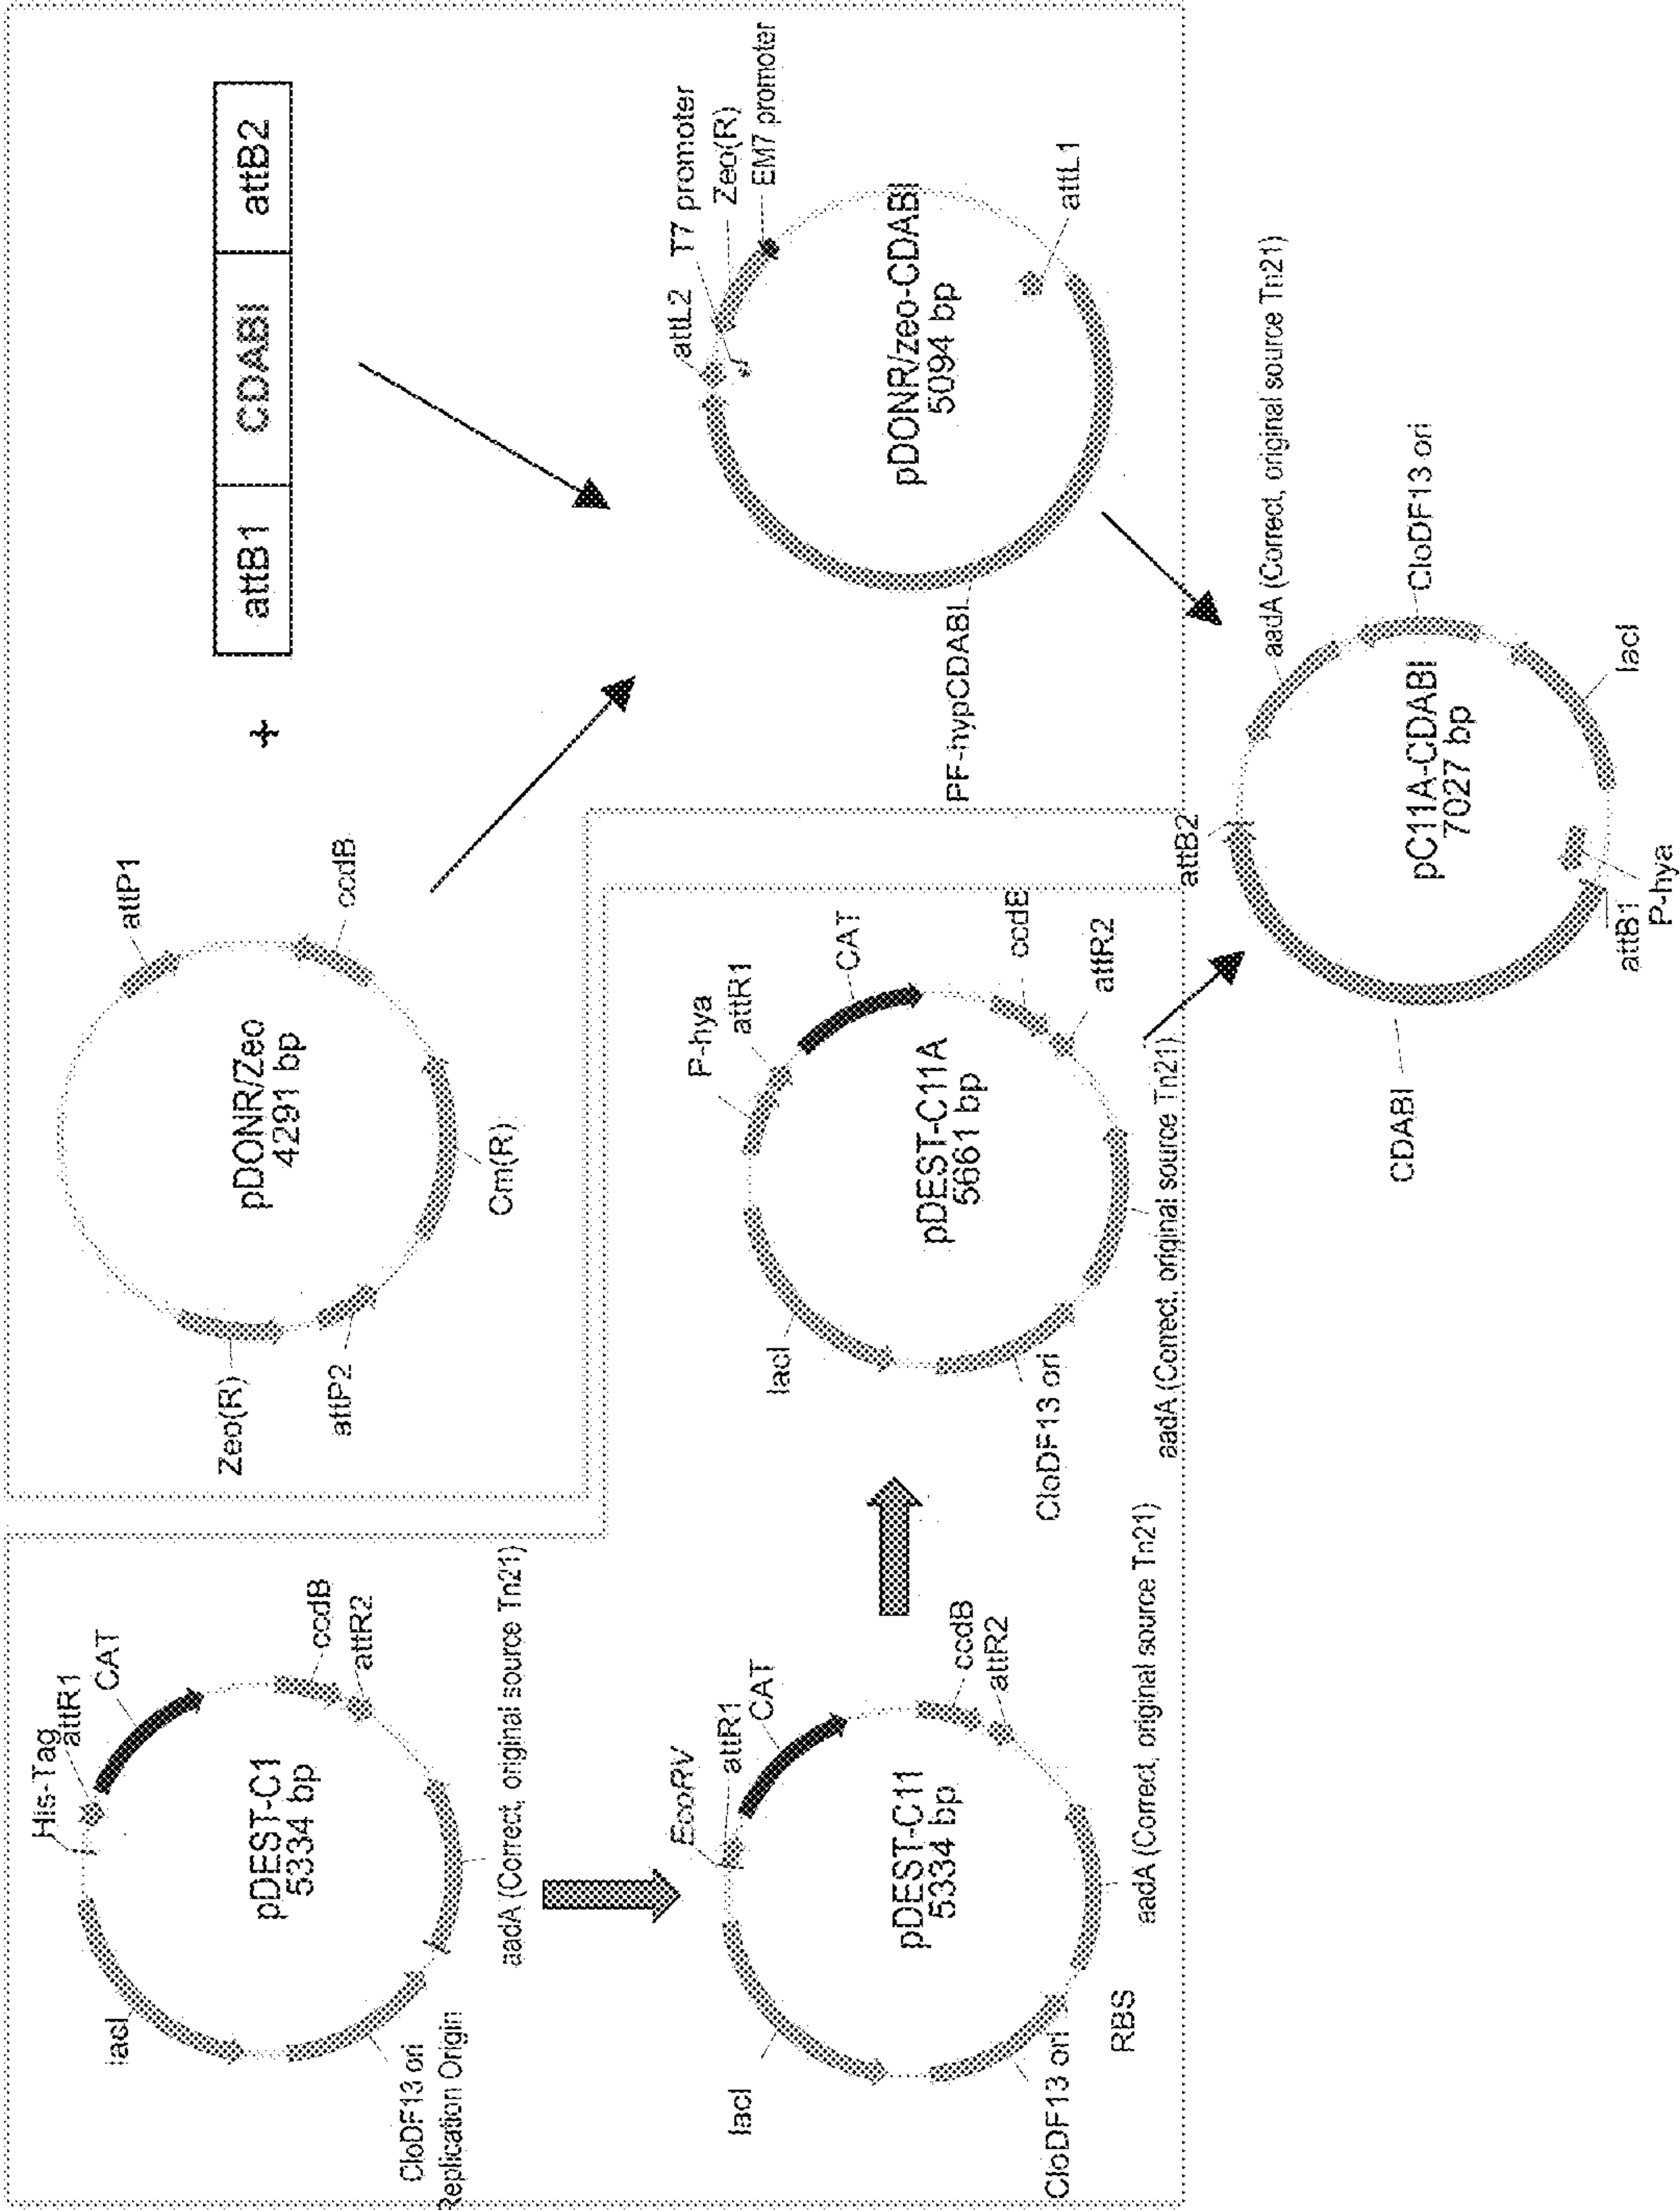 His-Tag
attR1
CAT
lacI
pDEST-C1
5334 bp
ccdB
attR2
CloDF13 ori
Replication Origin
aadA (Correct, original source Tn21)
EcoRV
attR1
CAT
lacI
pDEST-C11
5334 bp
ccdB
attR2
CloDF13 ori
RBS
aadA (Correct, original source Tn21)
P-hya
attR1
CAT
lacI
pDEST-C11A
5661 bp
ccdB
attR2
CloDF13 ori
aadA (Correct, original source Tn21)
attP1
Zeo(R)
pDONR/Zeo
4291 bp
ccdB
attP2
Cm(R)
+
attB1 CDABI attB2
attL2
T7 promoter
Zeo(R)
EM7 promoter
pDONR/zeo-CDABI
5094 bp
PF-hypCDABI
attL1
attB2
aadA (Correct, original source Tn21)
pC11A-CDABI
7027 bp
CloDF13 ori
CDABI
attB1
P-hya
lacI